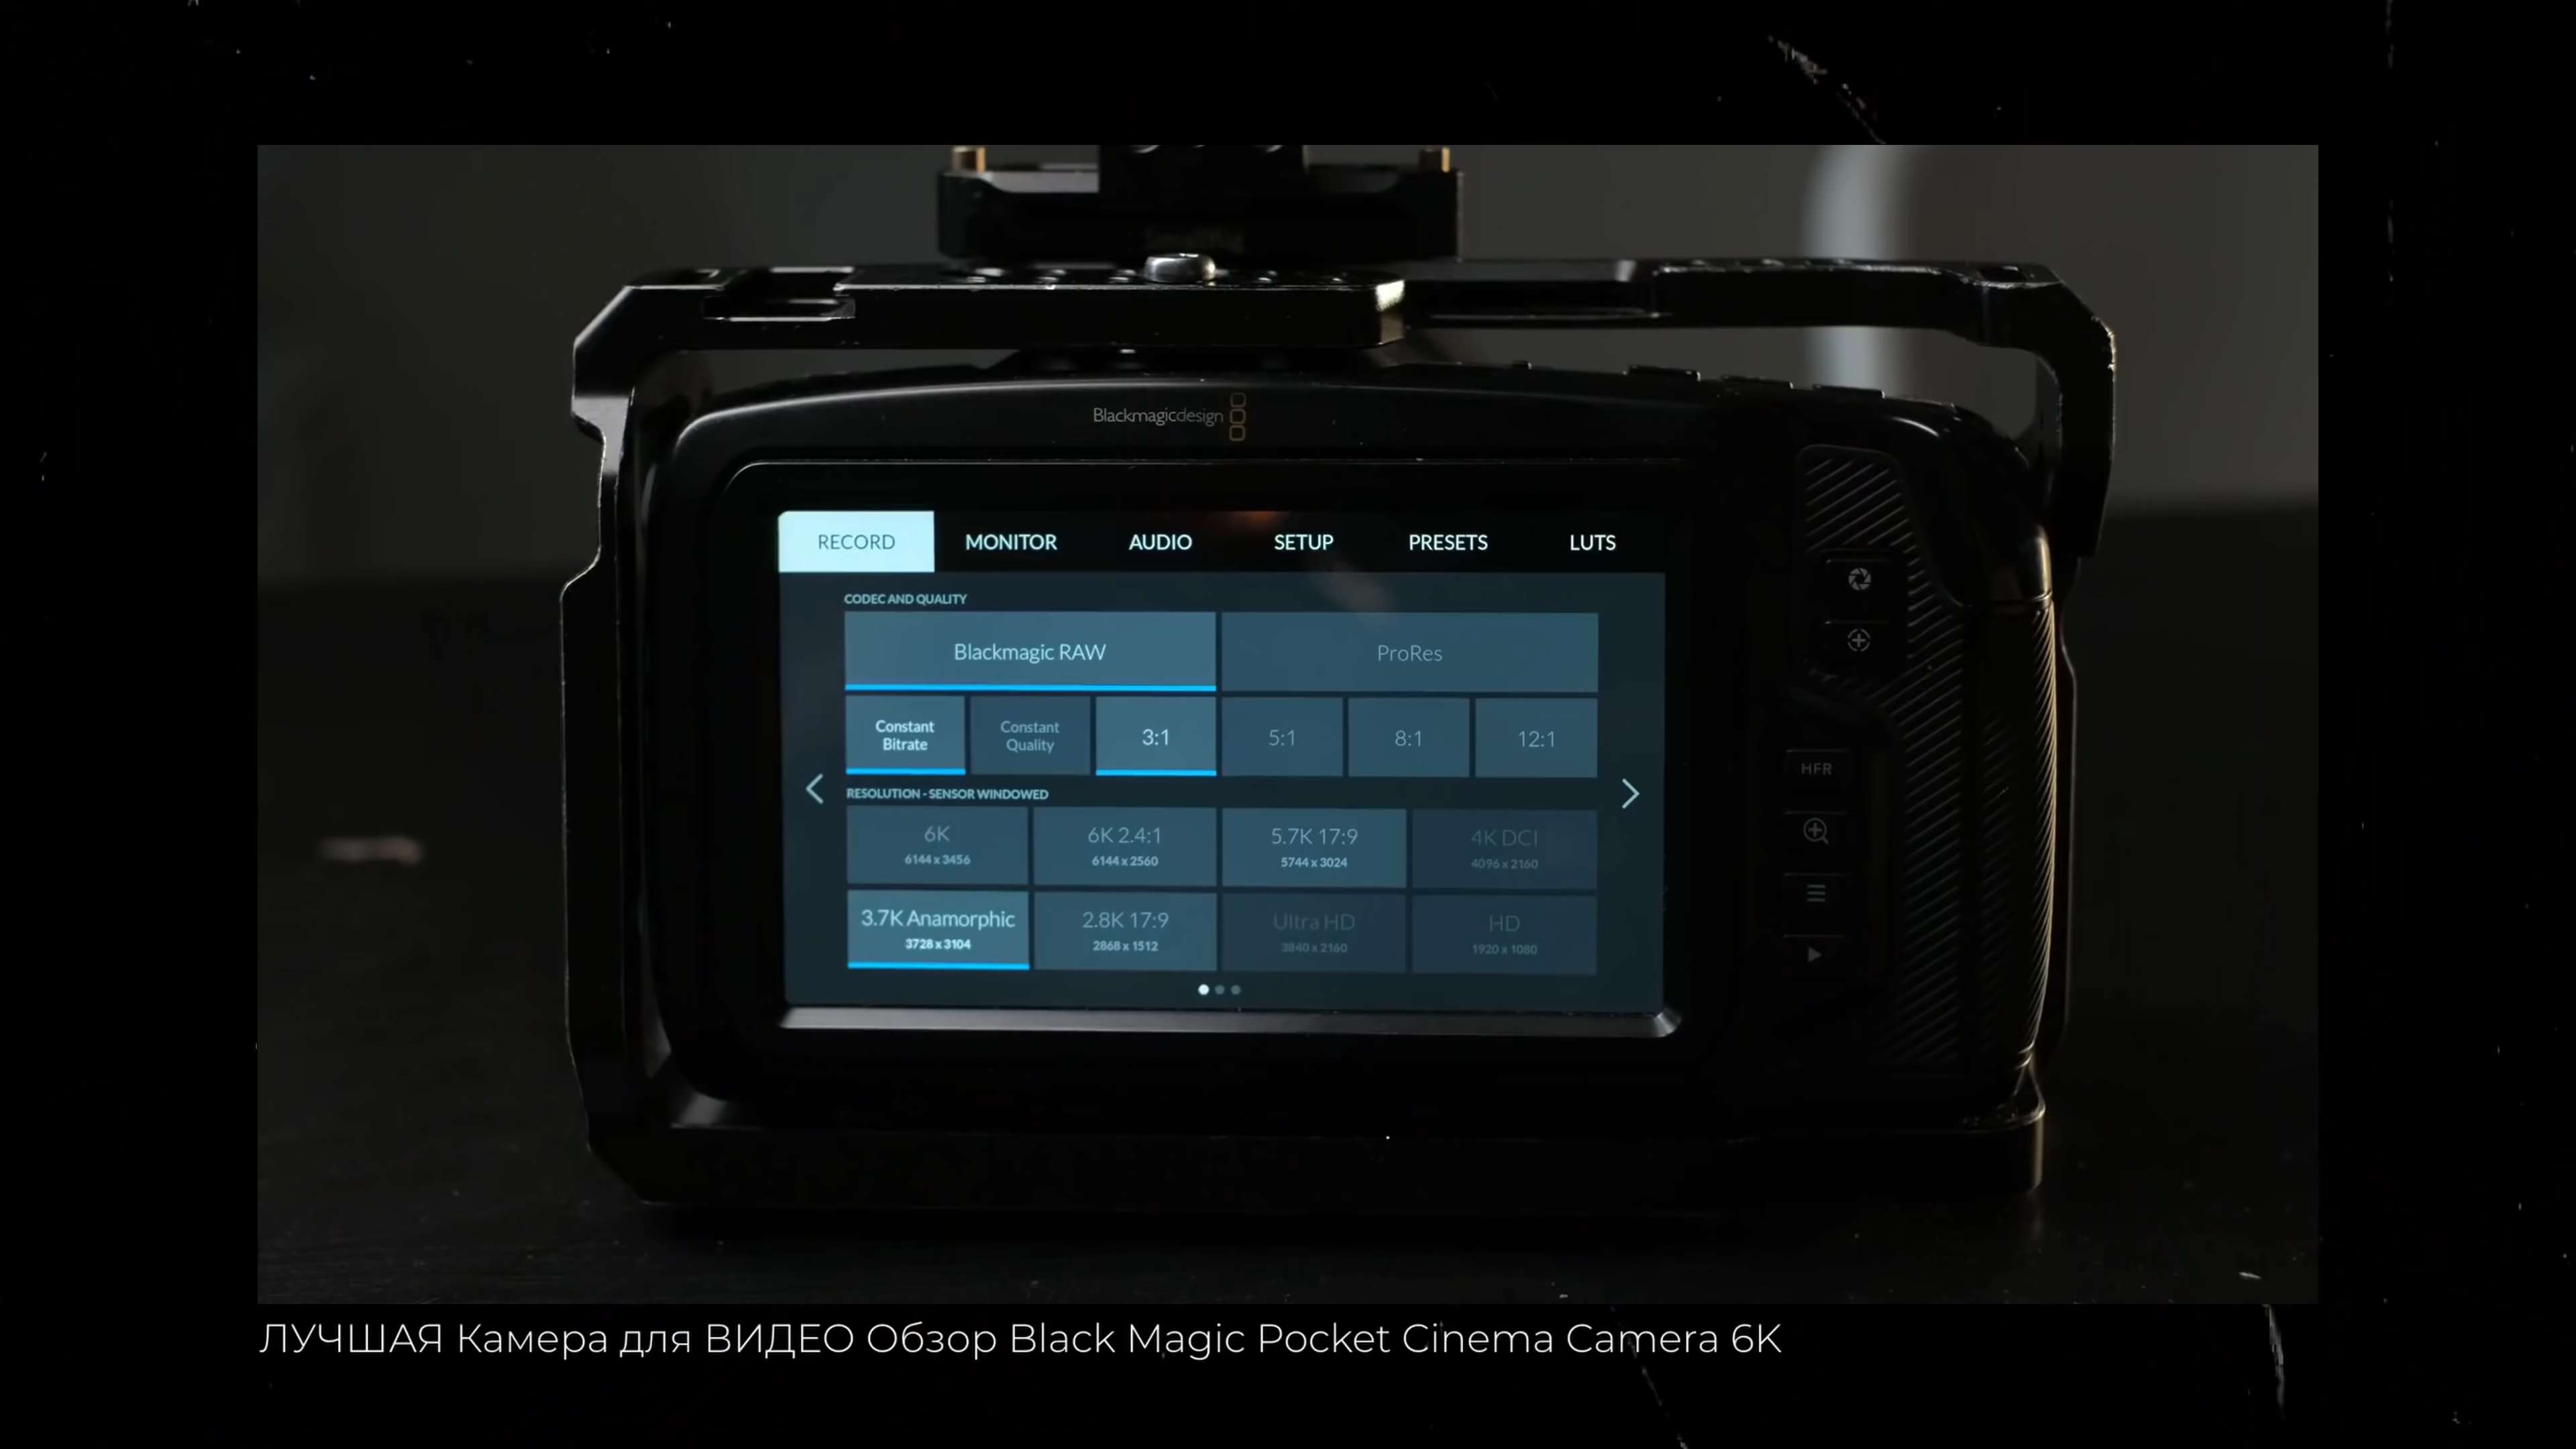 Blackmagicdesign
RECORD MONITOR AUDIO SETUP PRESETS LUTS
CODEC AND QUALITY
Blackmagic RAW ProRes
Constant Bitrate Constant Quality 3:1 5:1 8:1 12:1
RESOLUTION - SENSOR WINDOWED
6K 6K 2.4:1 5.7K 17:9 4K DCI
6144 x 3456 6144 x 2560 5744 x 3024 4096 x 2160
3.7K Anamorphic 2.8K 17:9 Ultra HD HD
3728 x 3104 2868 x 1512 3840 x 2160 1920 x 1080
HFR
ЛУЧШАЯ Камера для ВИДЕО Обзор Black Magic Pocket Cinema Camera 6K